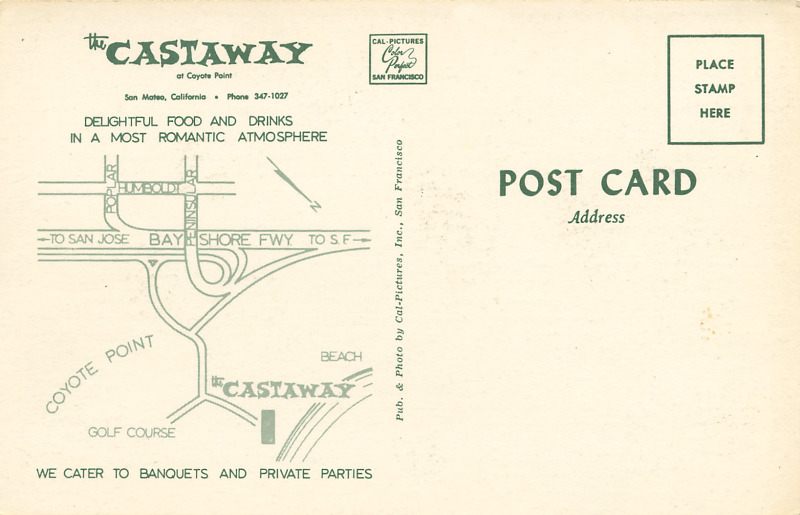 the CASTAWAY
at Coyote Point
San Mateo, California • Phone 347-1027
DELIGHTFUL FOOD AND DRINKS
IN A MOST ROMANTIC ATMOSPHERE
POPLAR
HUMBOLDT
PENINSULAR
TO SAN JOSE
BAY SHORE FWY.
TO S.F.
COYOTE POINT
BEACH
the CASTAWAY
GOLF COURSE
WE CATER TO BANQUETS AND PRIVATE PARTIES
CAL-PICTURES
Color Perfect
SAN FRANCISCO
Pub. & Photo by Cal-Pictures, Inc., San Francisco
PLACE
STAMP
HERE
POST CARD
Address